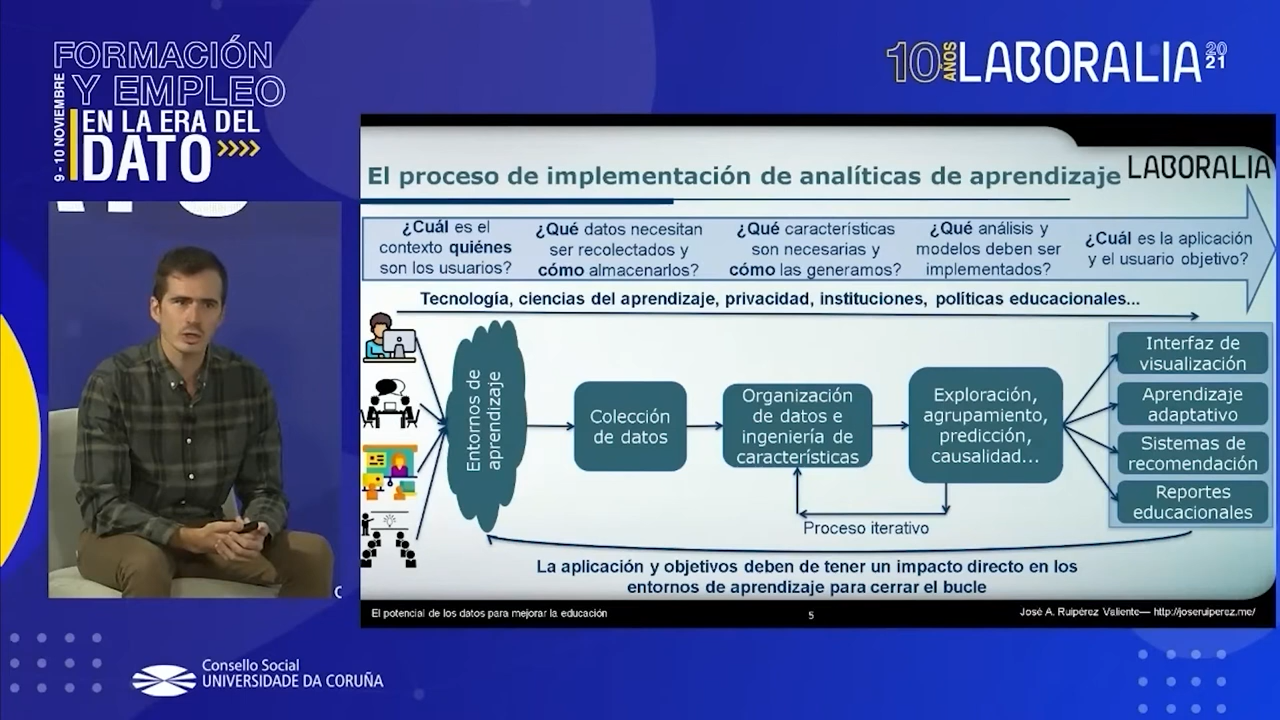 FORMACIÓN
Y EMPLEO
EN LA ERA DEL
DATO
9 - 10 NOVIEMBRE
10 AÑOS LABORALIA 2021
El proceso de implementación de analíticas de aprendizaje
LABORALIA
¿Cuál es el
contexto quiénes
son los usuarios?
¿Qué datos necesitan
ser recolectados y
cómo almacenarlos?
¿Qué características
son necesarias y
cómo las generamos?
¿Qué análisis y
modelos deben ser
implementados?
¿Cuál es la aplicación
y el usuario objetivo?
Tecnología, ciencias del aprendizaje, privacidad, instituciones, políticas educacionales...
Entornos de
aprendizaje
Colección
de datos
Organización
de datos e
ingeniería de
características
Exploración,
agrupamiento,
predicción,
causalidad...
Interfaz de
visualización
Aprendizaje
adaptativo
Sistemas de
recomendación
Reportes
educacionales
Proceso iterativo
La aplicación y objetivos deben de tener un impacto directo en los
entornos de aprendizaje para cerrar el bucle
El potencial de los datos para mejorar la educación
5
José A. Ruipérez Valiente— http://joseruiperez.me/
Consello Social
UNIVERSIDADE DA CORUÑA